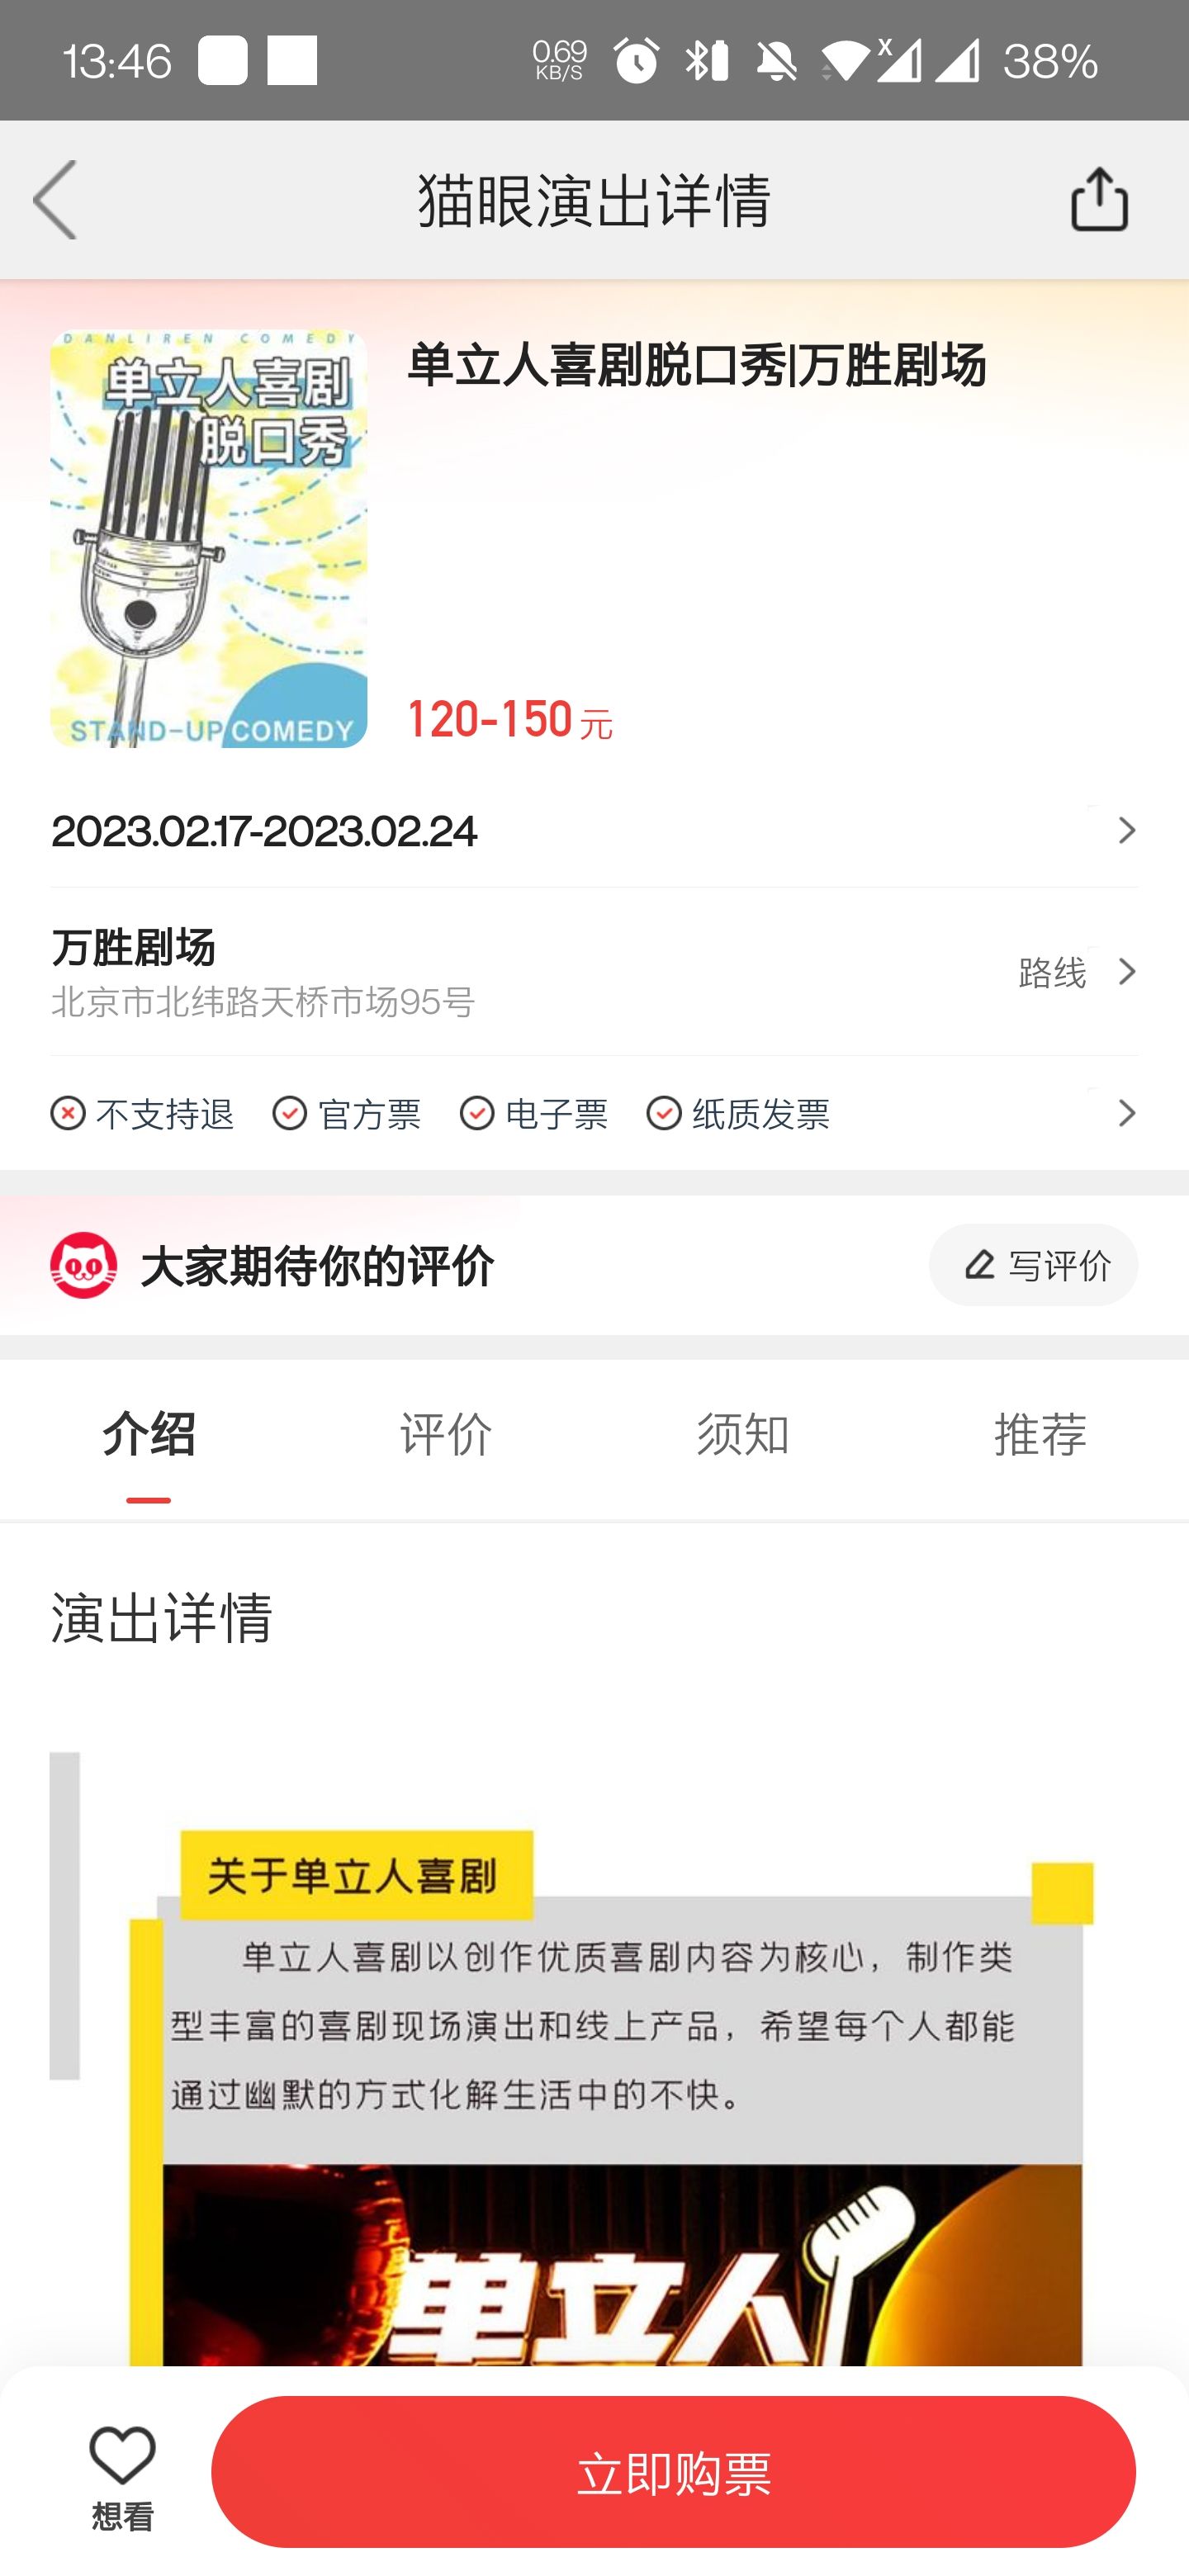 13:46
0.69
KB/S
38%
猫眼演出详情
DANLIREN COMEDY
单立人喜剧
脱口秀
STAND-UP COMEDY
单立人喜剧脱口秀|万胜剧场
120-150元
2023.02.17-2023.02.24
万胜剧场
北京市北纬路天桥市场95号
路线
不支持退 官方票 电子票 纸质发票
大家期待你的评价
写评价
介绍 评价 须知 推荐
演出详情
关于单立人喜剧
单立人喜剧以创作优质喜剧内容为核心，制作类
型丰富的喜剧现场演出和线上产品，希望每个人都能
通过幽默的方式化解生活中的不快。
单立人
想看
立即购票